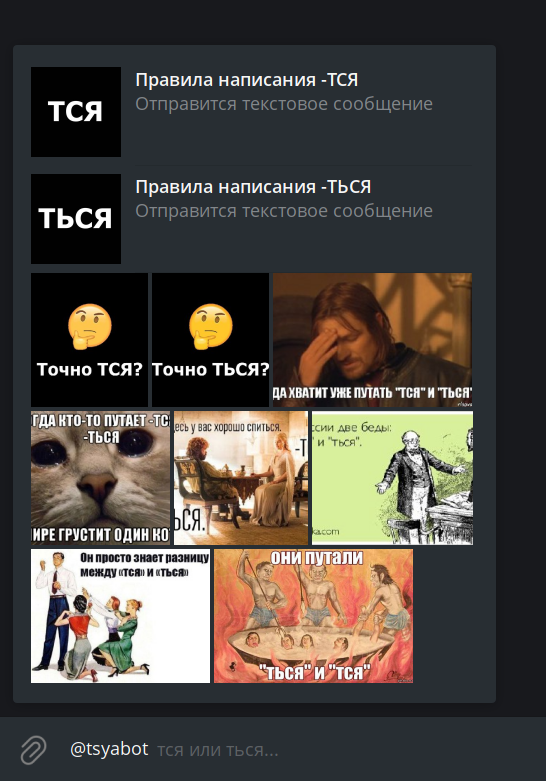 ТСЯ
Правила написания -ТСЯ
Отправится текстовое сообщение
ТЬСЯ
Правила написания -ТЬСЯ
Отправится текстовое сообщение
Точно ТСЯ?
Точно ТЬСЯ?
ДА ХВАТИТ УЖЕ ПУТАТЬ "ТСЯ" И "ТЬСЯ"
ГДА КТО-ТО ПУТАЕТ -ТС
-ТЬСЯ
ИРЕ ГРУСТИТ ОДИН КО
есь у вас хорошо спиться.
-Т
ЬСЯ.
ссии две беды:
" и "ться".
ka.com
Он просто знает разницу
между «тся» и «ться»
ОНИ ПУТАЛИ
"ТЬСЯ" И "ТСЯ"
@tsyabot тся или ться...